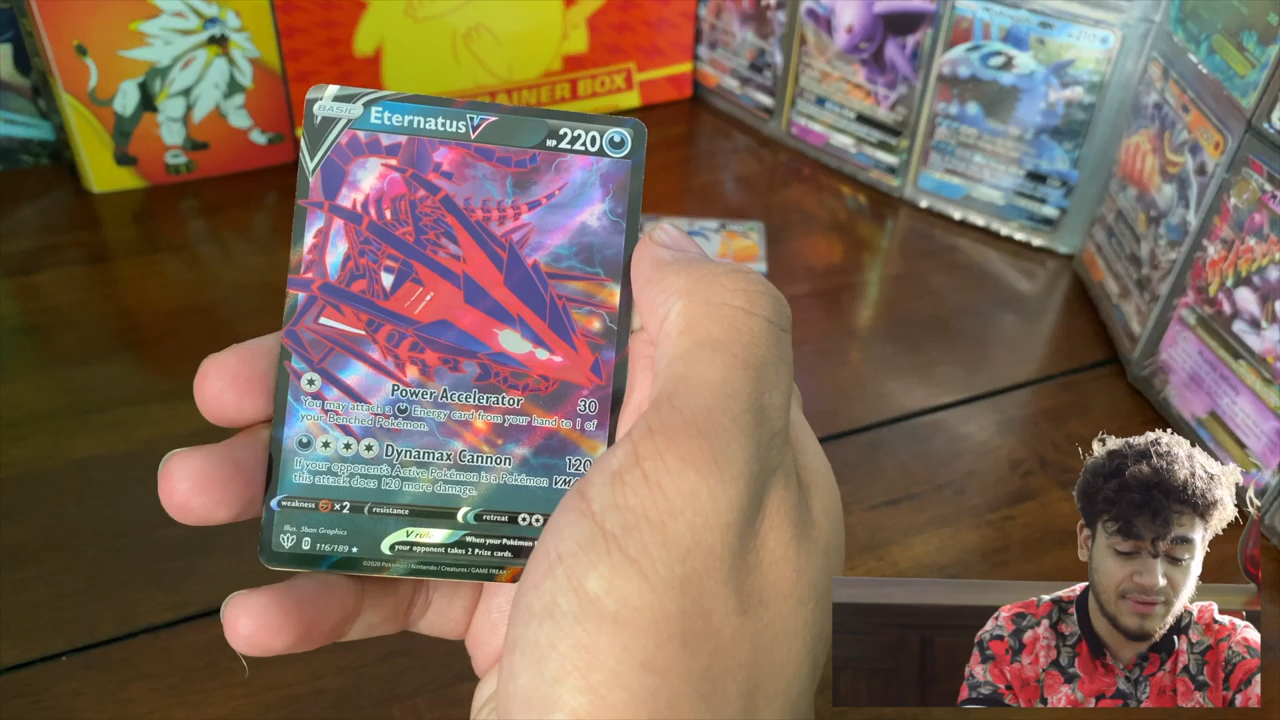 TRAINER BOX
BASIC
Eternatus V
HP 220
Power Accelerator 30
You may attach a Energy card from your hand to 1 of
your Benched Pokémon.
Dynamax Cannon 120
If your opponent's Active Pokémon is a Pokémon
this attack does 120 more damage.
weakness ×2 resistance retreat
Illus. 5ban Graphics
V rule When your Pokémon
D 116/189 ★ your opponent takes 2 Prize cards.
©2020 Pokémon / Nintendo / Creatures / GAME FREAK